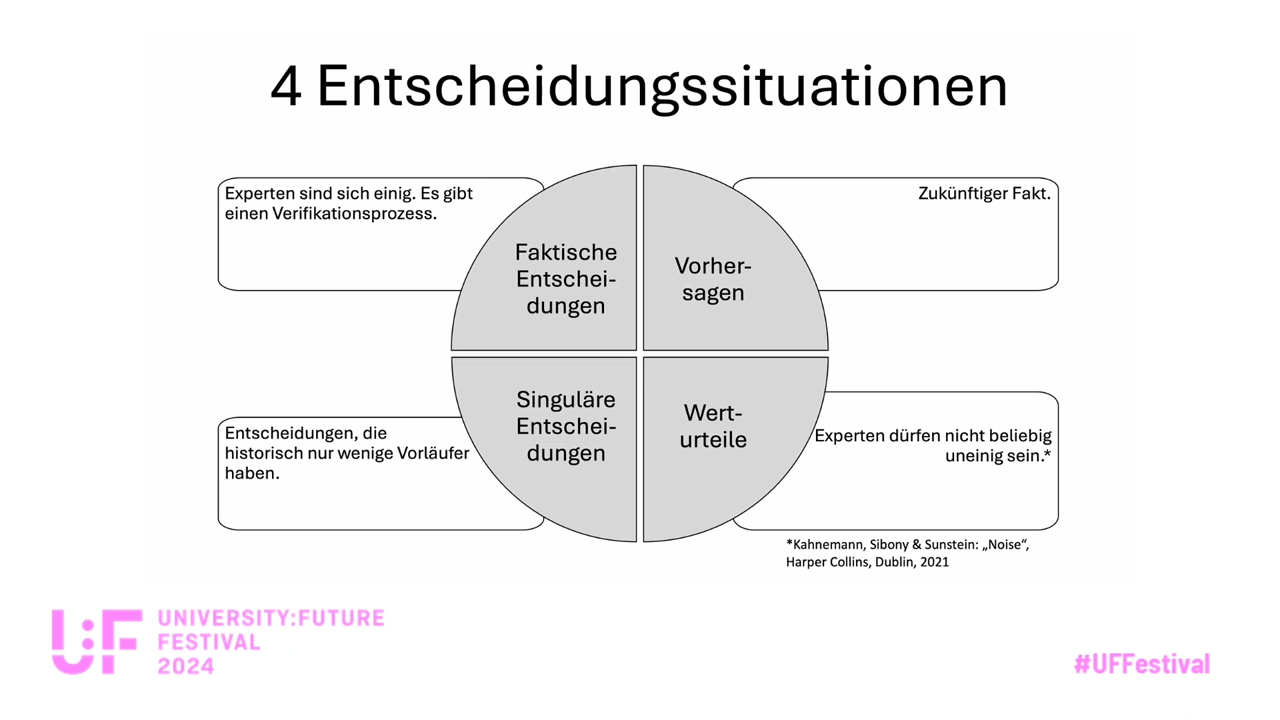 4 Entscheidungssituationen
Experten sind sich einig. Es gibt
einen Verifikationsprozess.
Faktische
Entschei-
dungen
Vorher-
sagen
Zukünftiger Fakt.
Entscheidungen, die
historisch nur wenige Vorläufer
haben.
Singuläre
Entschei-
dungen
Wert-
urteile
Experten dürfen nicht beliebig
uneinig sein.*
*Kahnemann, Sibony & Sunstein: „Noise“,
Harper Collins, Dublin, 2021
U:F
UNIVERSITY:FUTURE
FESTIVAL
2024
#UFFestival